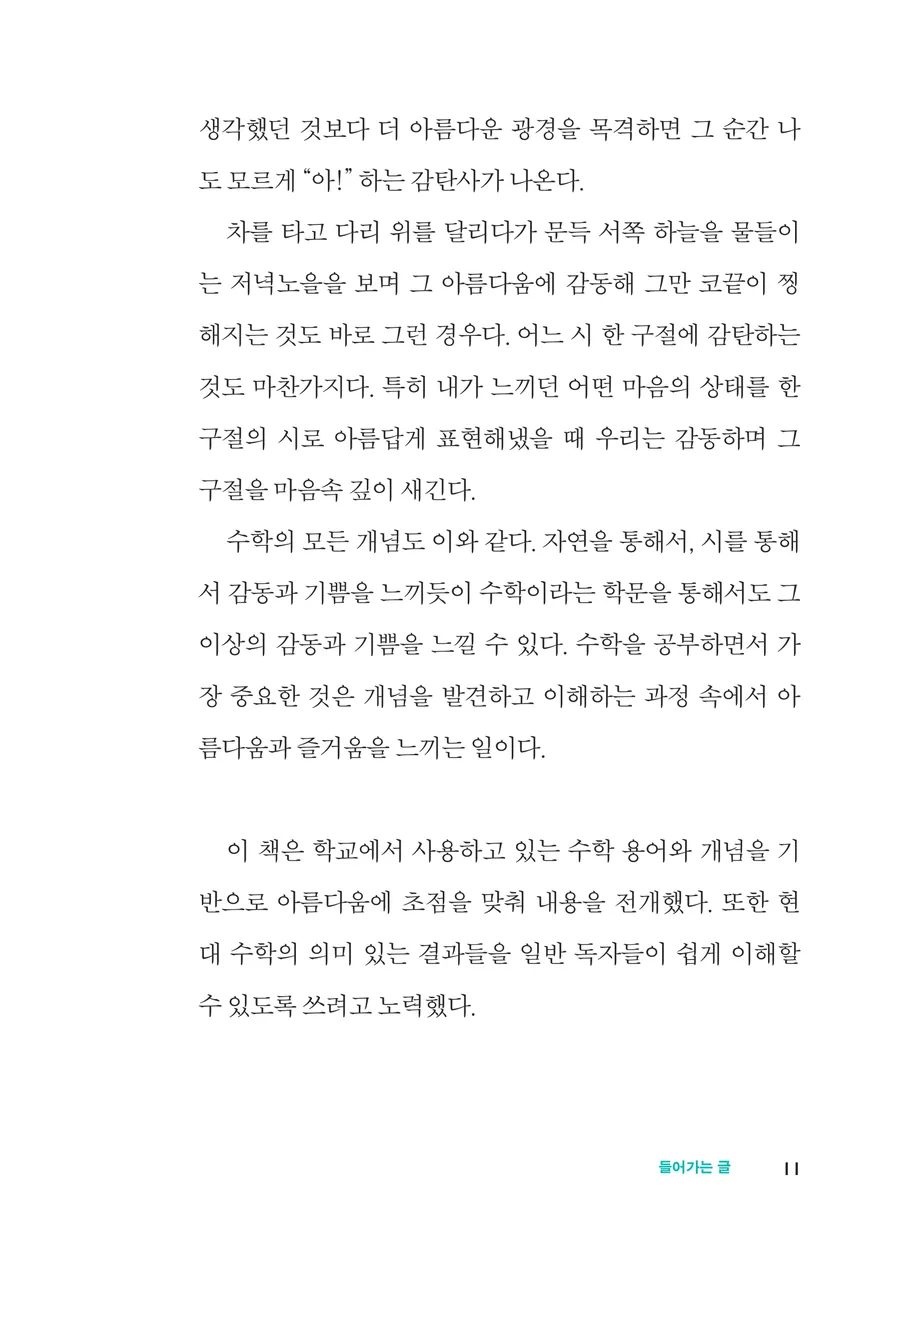 생각했던 것보다 더 아름다운 광경을 목격하면 그 순간 나
도 모르게 “아!” 하는 감탄사가 나온다.
차를 타고 다리 위를 달리다가 문득 서쪽 하늘을 물들이
는 저녁노을을 보며 그 아름다움에 감동해 그만 코끝이 찡
해지는 것도 바로 그런 경우다. 어느 시 한 구절에 감탄하는
것도 마찬가지다. 특히 내가 느끼던 어떤 마음의 상태를 한
구절의 시로 아름답게 표현해냈을 때 우리는 감동하며 그
구절을 마음속 깊이 새긴다.
수학의 모든 개념도 이와 같다. 자연을 통해서, 시를 통해
서 감동과 기쁨을 느끼듯이 수학이라는 학문을 통해서도 그
이상의 감동과 기쁨을 느낄 수 있다. 수학을 공부하면서 가
장 중요한 것은 개념을 발견하고 이해하는 과정 속에서 아
름다움과 즐거움을 느끼는 일이다.
이 책은 학교에서 사용하고 있는 수학 용어와 개념을 기
반으로 아름다움에 초점을 맞춰 내용을 전개했다. 또한 현
대 수학의 의미 있는 결과들을 일반 독자들이 쉽게 이해할
수 있도록 쓰려고 노력했다.
들어가는 글 11